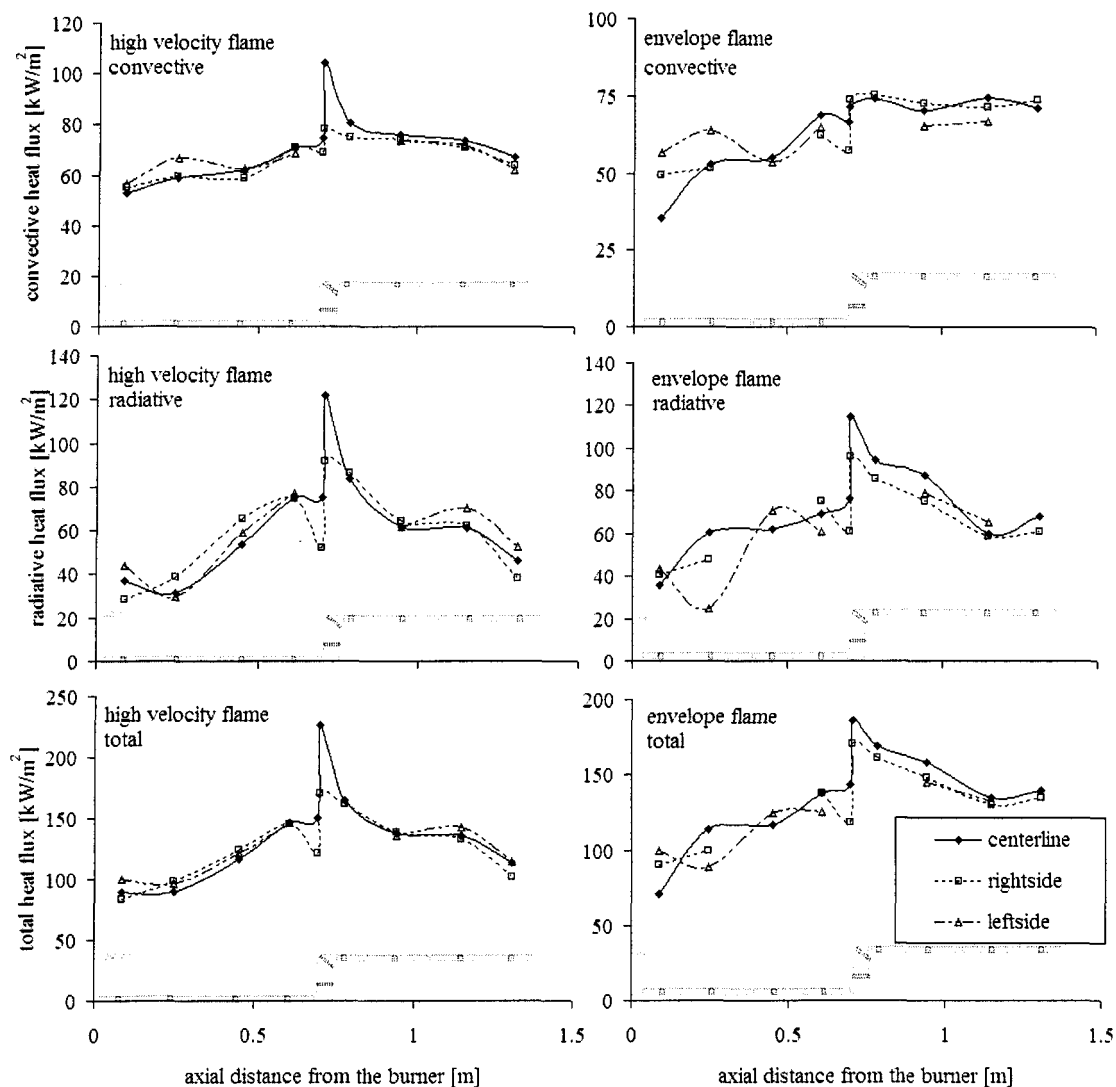 convective heat flux [kW/m²]
120
100
80
60
40
20
0
high velocity flame
convective
100
75
50
25
0
envelope flame
convective
radiative heat flux [kW/m²]
140
120
100
80
60
40
20
0
high velocity flame
radiative
140
120
100
80
60
40
20
0
envelope flame
radiative
total heat flux [kW/m²]
250
200
150
100
50
0
high velocity flame
total
0
0.5
1
1.5
axial distance from the burner [m]
200
150
100
50
0
envelope flame
total
centerline
rightside
leftside
0
0.5
1
1.5
axial distance from the burner [m]